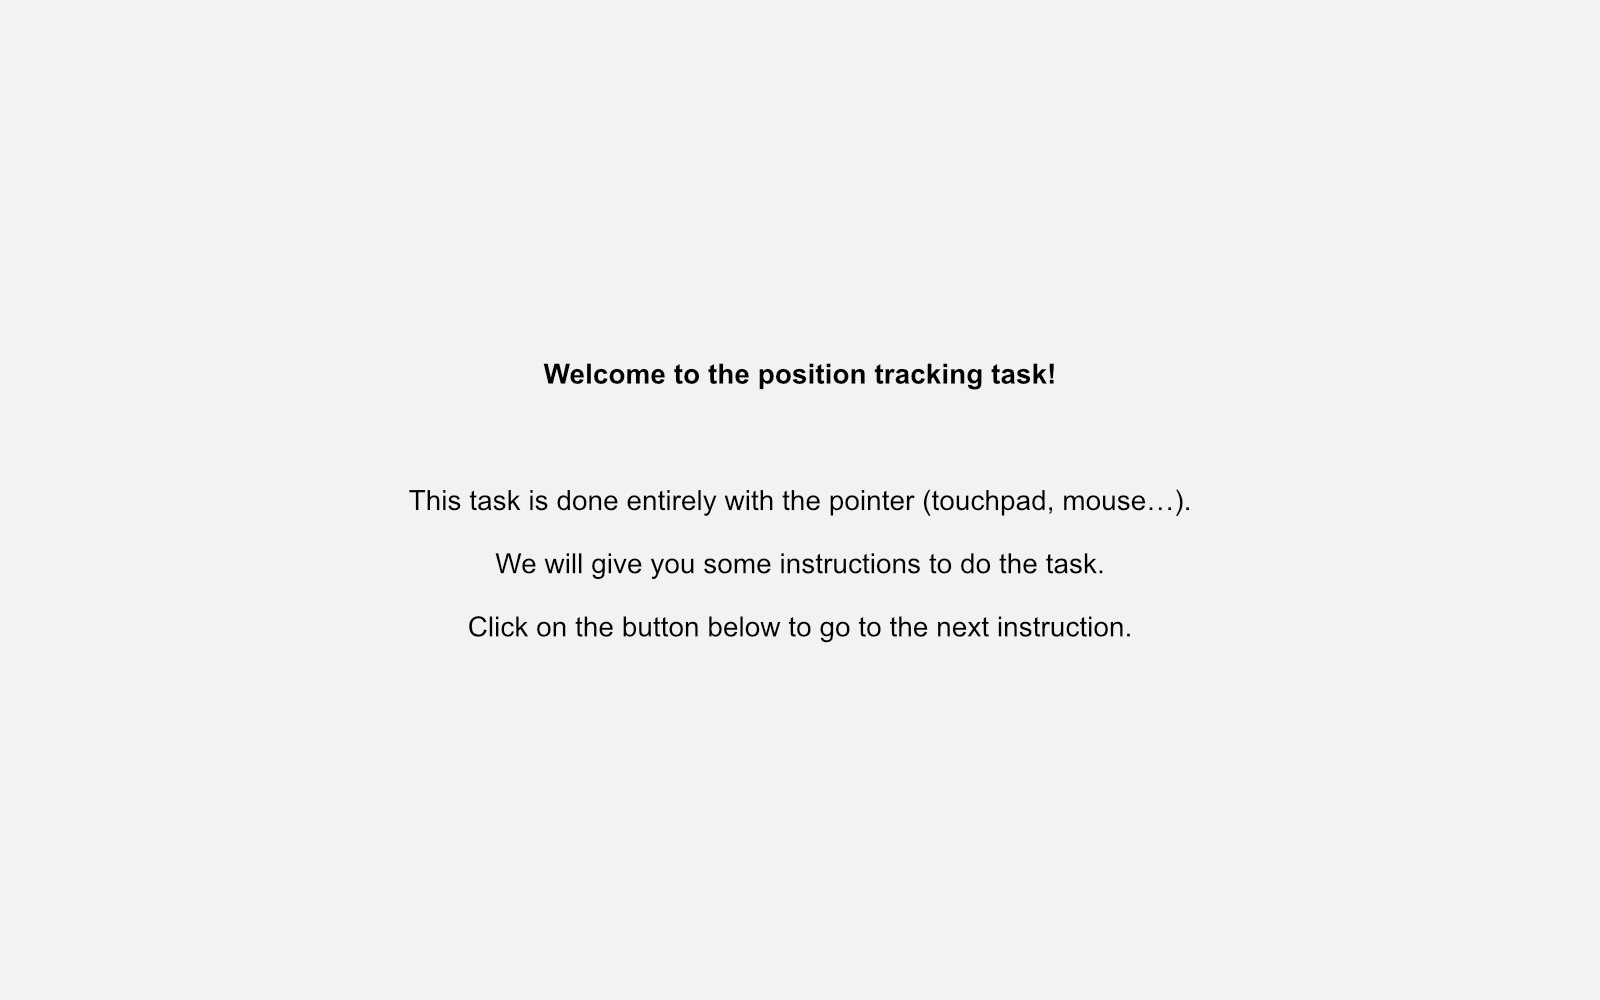 Welcome to the position tracking task!
This task is done entirely with the pointer (touchpad, mouse…).
We will give you some instructions to do the task.
Click on the button below to go to the next instruction.